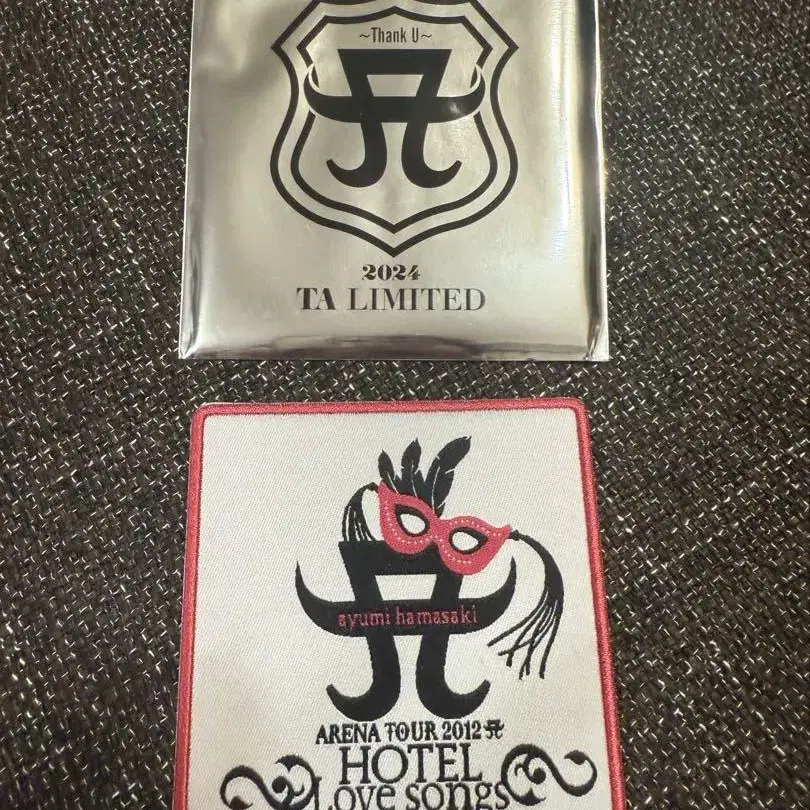 ~Thank U~
2024
TA LIMITED
ayumi hamasaki
ARENA TOUR 2012 A
HOTEL
Love songs